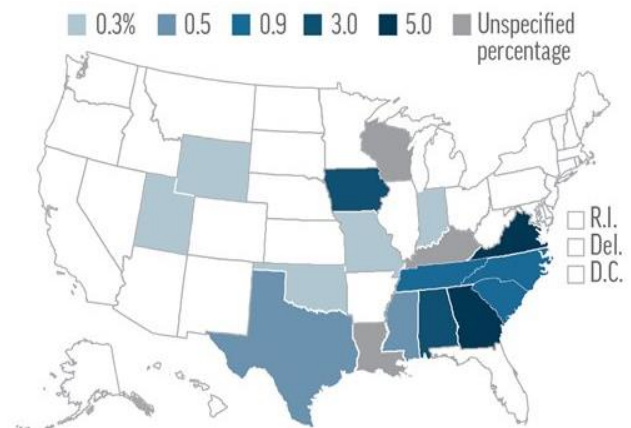 0.3% 0.5 0.9 3.0 5.0 Unspecified
percentage
R.I.
Del.
D.C.